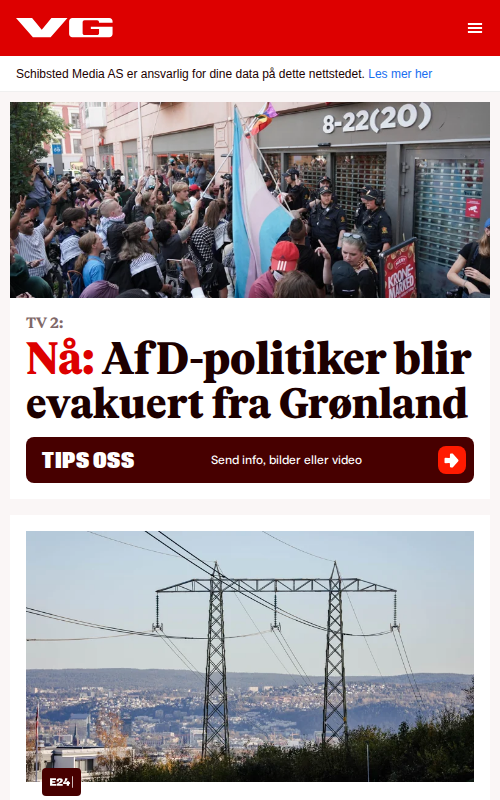 VG
Schibsted Media AS er ansvarlig for dine data på dette nettstedet. Les mer her
8-22(20)
KRONE-
MARKED
TV 2:
Nå: AfD-politiker blir
evakuert fra Grønland
TIPS OSS
Send info, bilder eller video
E24